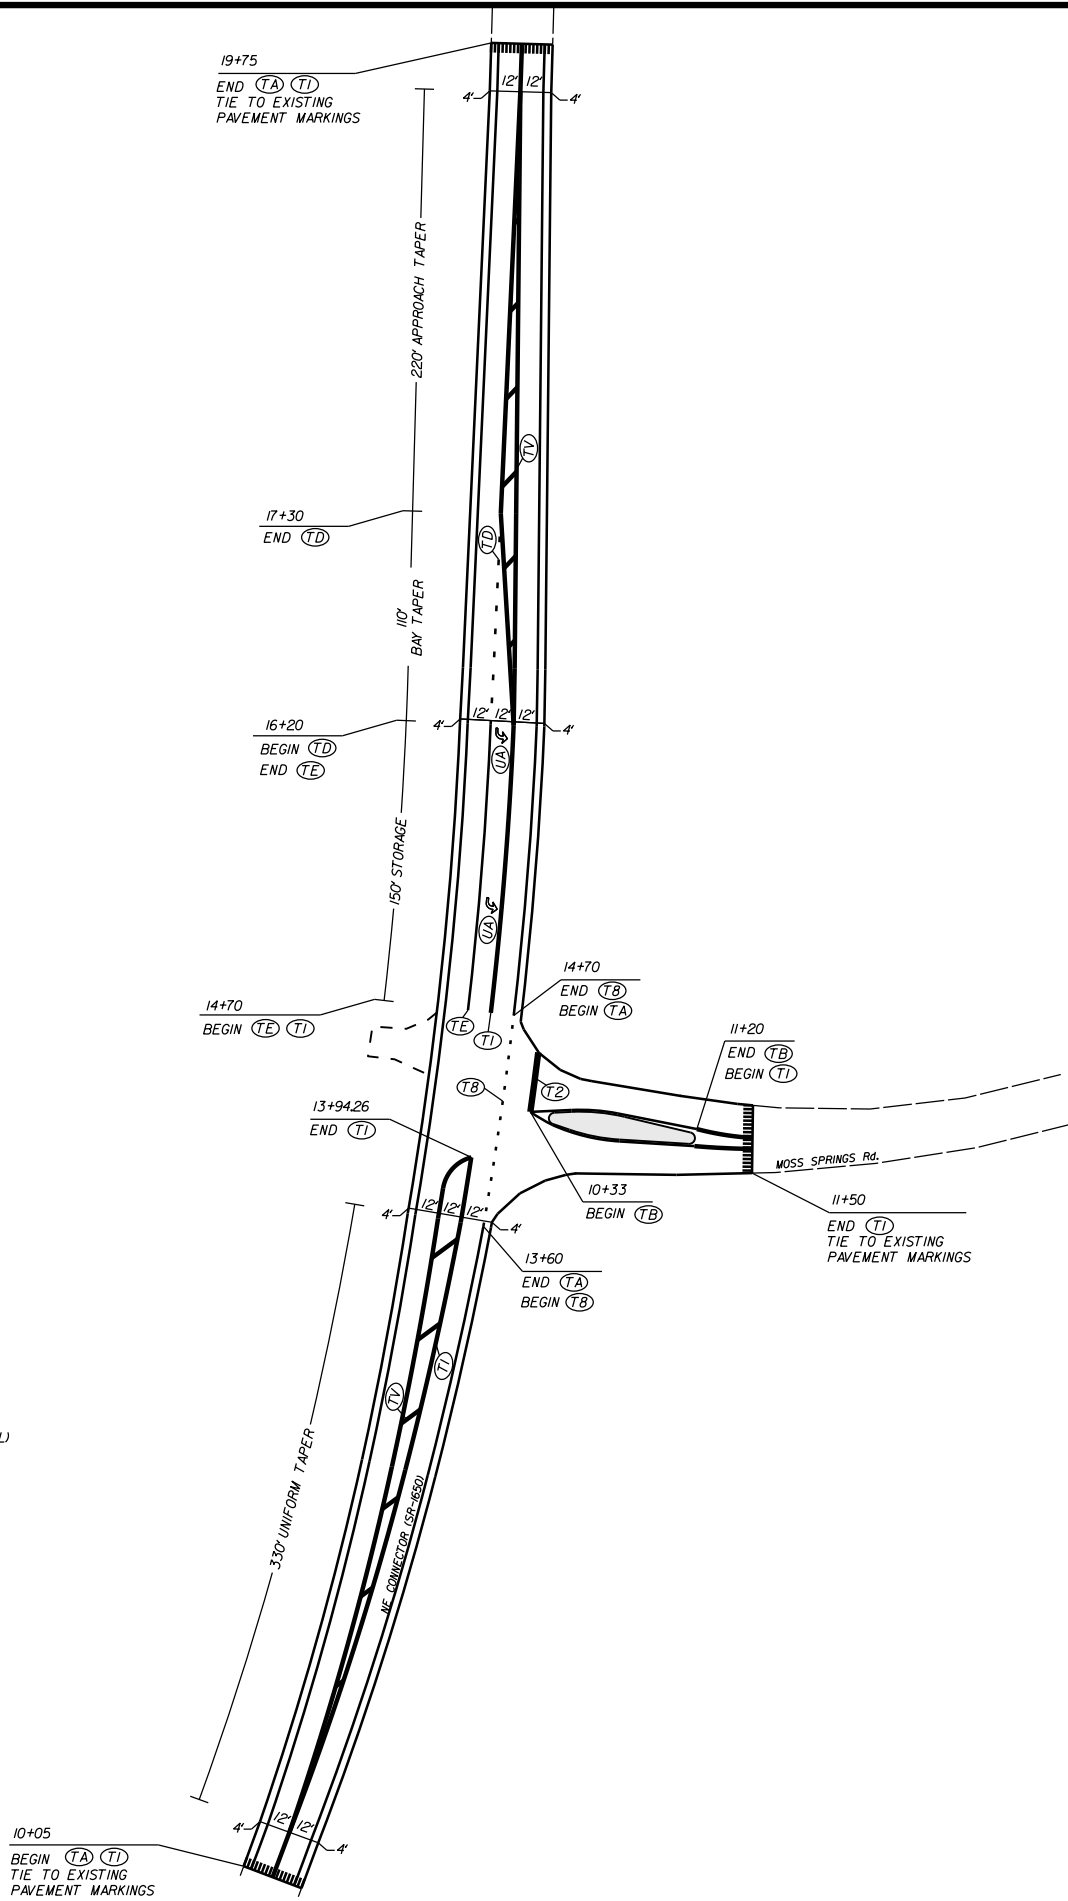 19+75
END TA TI
TIE TO EXISTING
PAVEMENT MARKINGS
12' 12'
4' 4'
220' APPROACH TAPER
TV
17+30
END TD
TD
110'
BAY TAPER
16+20
BEGIN TD
END TE
4' 12' 12' 12' 4'
UA
150' STORAGE
UA
14+70
END T8
BEGIN TA
14+70
BEGIN TE TI
TE
TI
11+20
END TB
BEGIN TI
T8
T2
13+94.26
END TI
MOSS SPRINGS Rd.
10+33
BEGIN TB
11+50
END TI
TIE TO EXISTING
PAVEMENT MARKINGS
4' 12' 12' 12' 4'
13+60
END TA
BEGIN T8
TI
TV
L)
330' UNIFORM TAPER
NF CONNECTOR (SR-1650)
4' 12' 12' 4'
10+05
BEGIN TA TI
TIE TO EXISTING
PAVEMENT MARKINGS